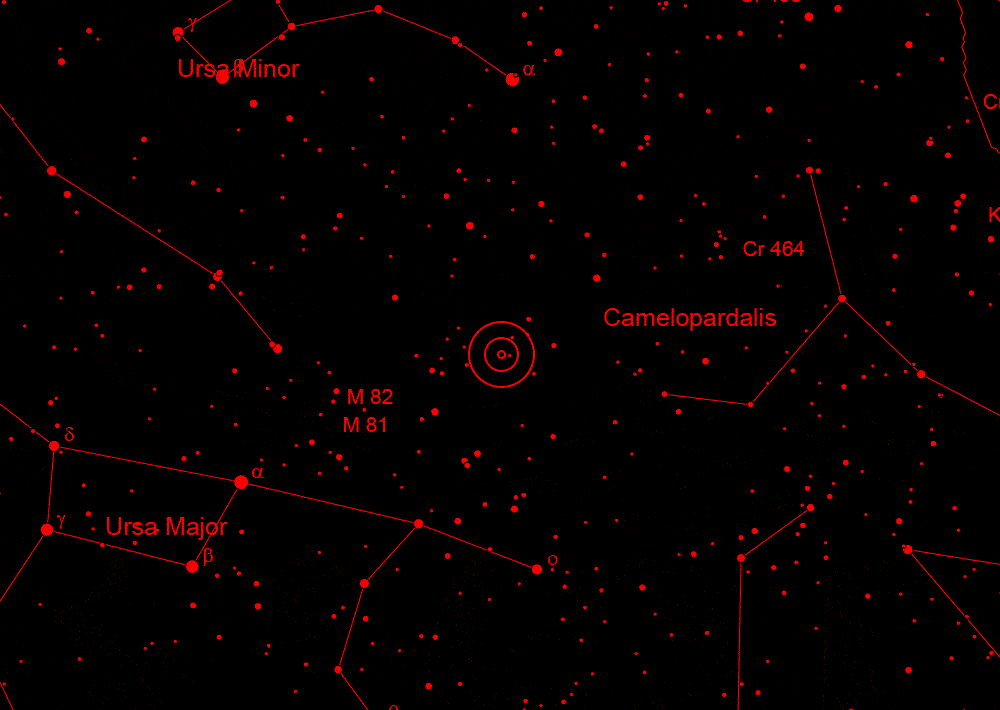 γ
Ursa Minor
β
α
Cr 464
Camelopardalis
M 82
M 81
δ
α
γ
Ursa Major
β
ο